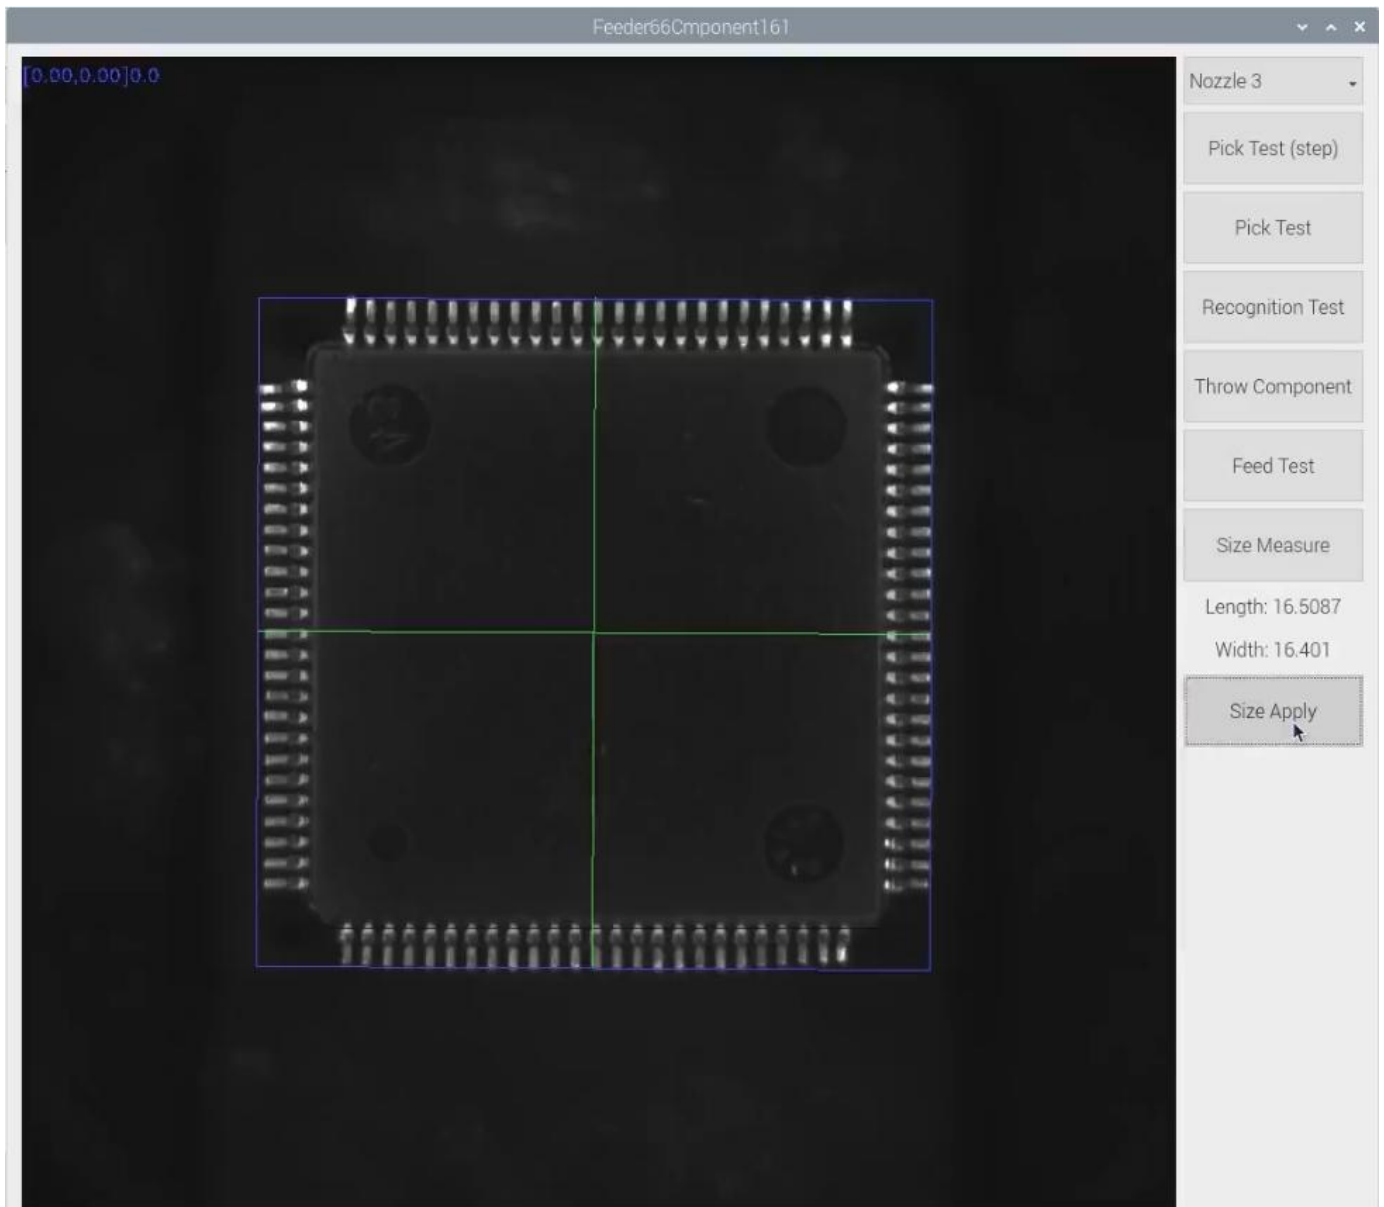 Feeder66Cmponent161
[0.00,0.00]0.0
Nozzle 3
Pick Test (step)
Pick Test
Recognition Test
Throw Component
Feed Test
Size Measure
Length: 16.5087
Width: 16.401
Size Apply